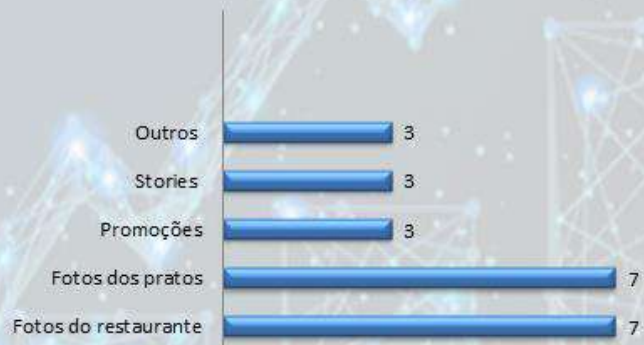 Outros 3
Stories 3
Promoções 3
Fotos dos pratos 7
Fotos do restaurante 7